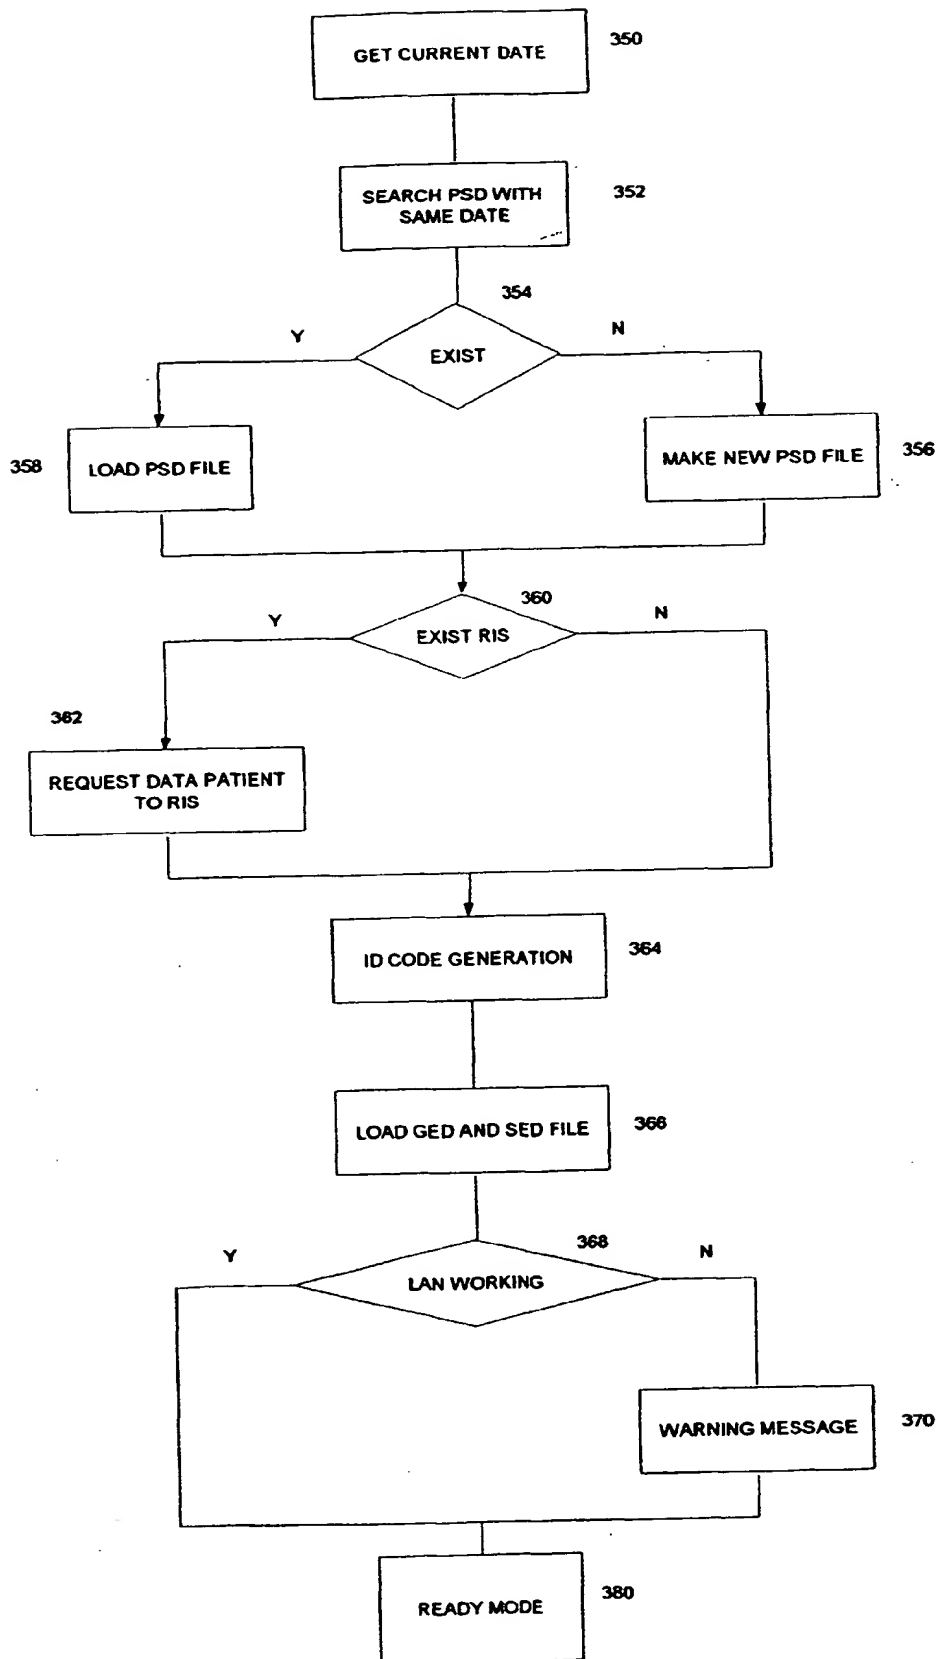 GET CURRENT DATE
350
SEARCH PSD WITH
SAME DATE
352
354
Y
N
EXIST
358
LOAD PSD FILE
MAKE NEW PSD FILE
356
360
Y
N
EXIST RIS
362
REQUEST DATA PATIENT
TO RIS
ID CODE GENERATION
364
LOAD GED AND SED FILE
366
368
Y
N
LAN WORKING
WARNING MESSAGE
370
READY MODE
380